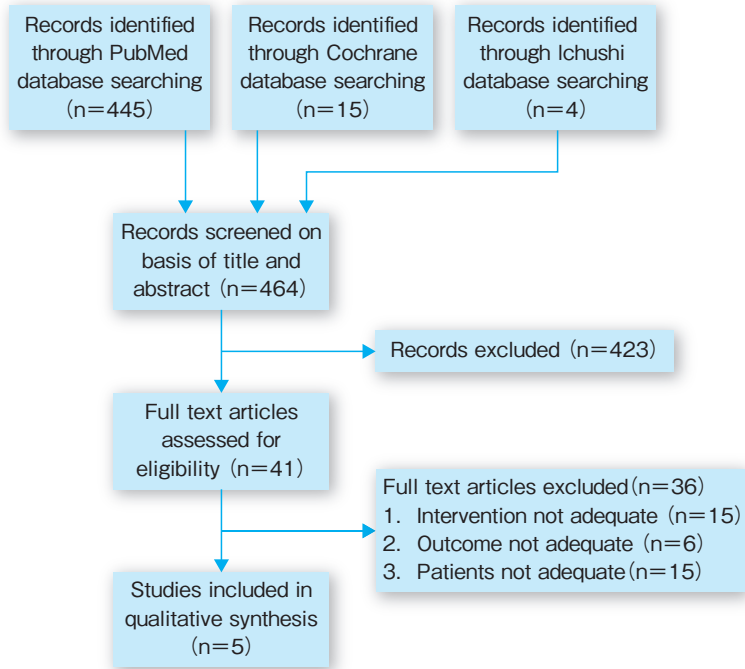 Records identified
through PubMed
database searching
(n=445)
Records identified
through Cochrane
database searching
(n=15)
Records identified
through Ichushi
database searching
(n=4)
Records screened on
basis of title and
abstract (n=464)
Records excluded (n=423)
Full text articles
assessed for
eligibility (n=41)
Full text articles excluded(n=36)
1. Intervention not adequate (n=15)
2. Outcome not adequate (n=6)
3. Patients not adequate(n=15)
Studies included in
qualitative synthesis
(n=5)